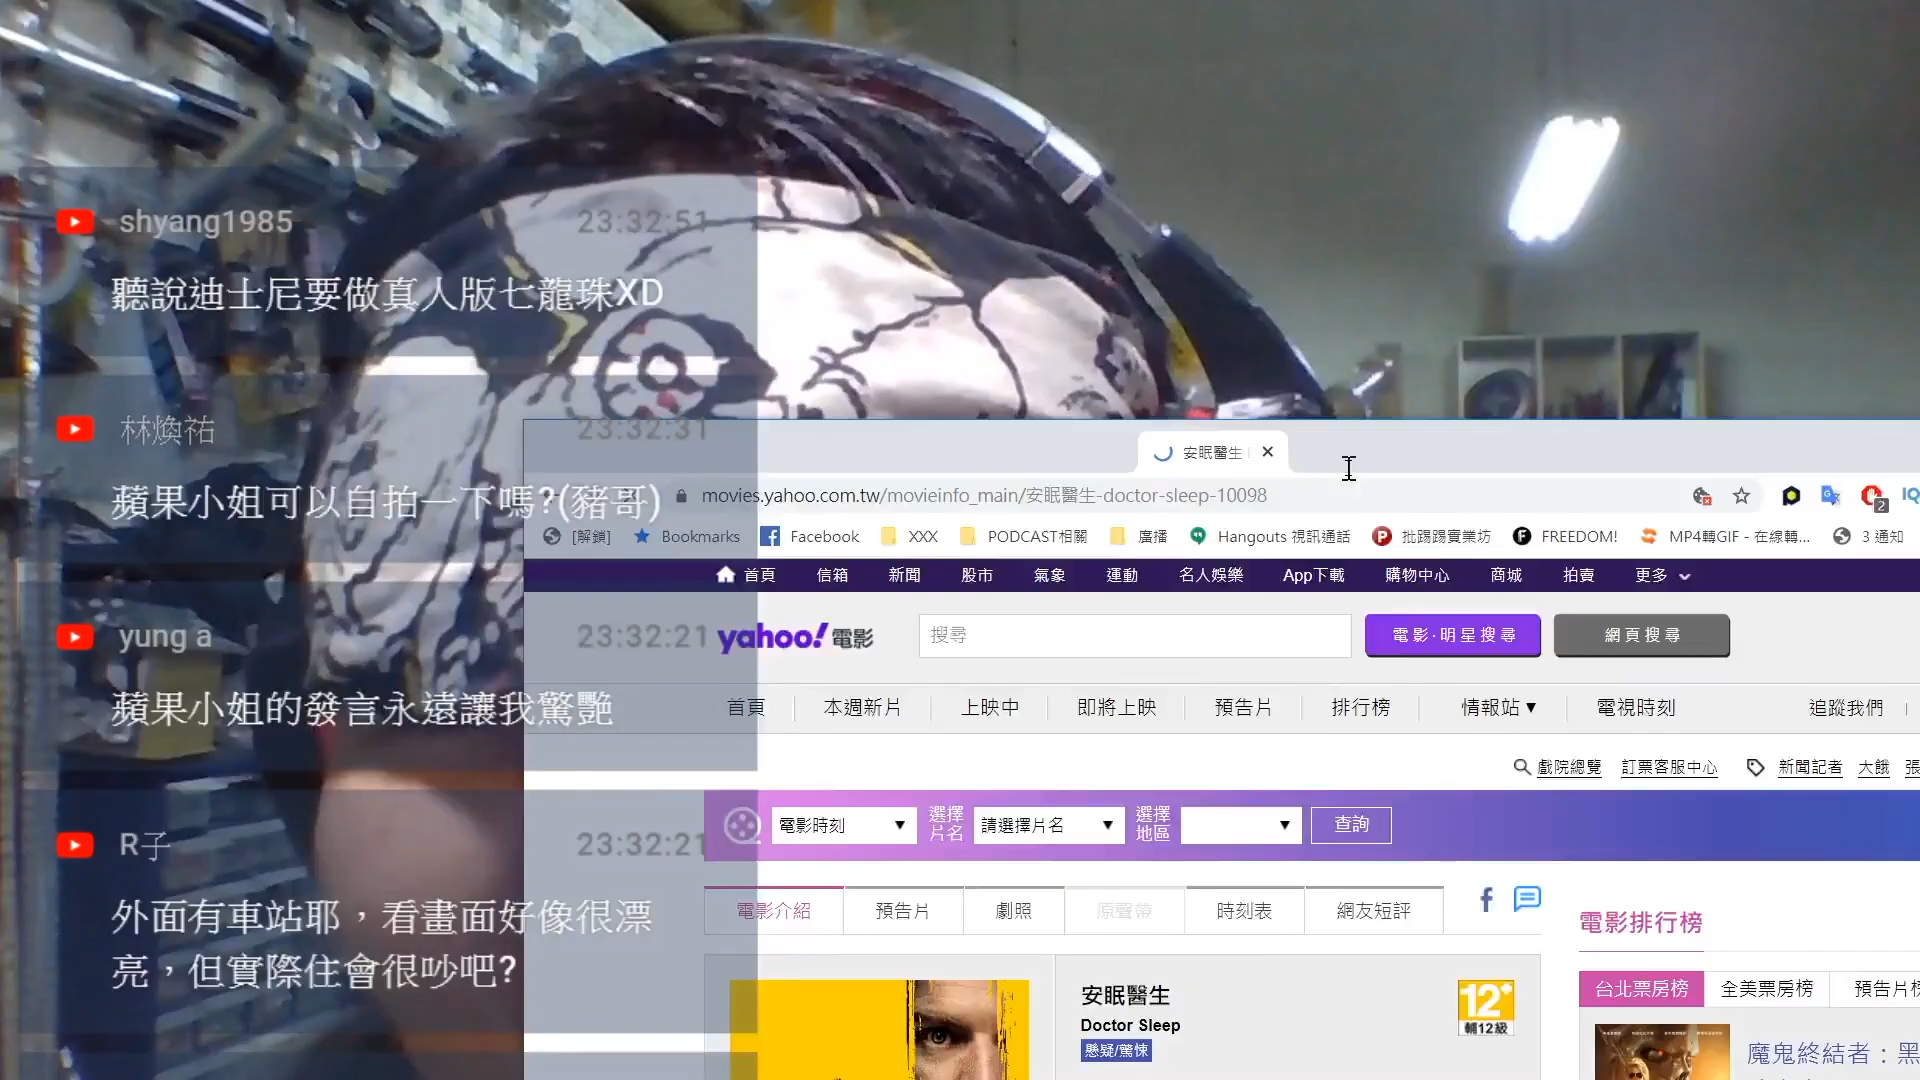 shyang1985 23:32:51
聽說迪士尼要做真人版七龍珠XD
林煥祐 23:32:31
蘋果小姐可以自拍一下嗎?(豬哥)
yung a 23:32:21
蘋果小姐的發言永遠讓我驚艷
R子 23:32:21
外面有車站耶，看畫面好像很漂
亮，但實際住會很吵吧?
安眠醫生
movies.yahoo.com.tw/movieinfo_main/安眠醫生-doctor-sleep-10098
2
IQ
[解鎖] Bookmarks Facebook XXX PODCAST相關 廣播 Hangouts 視訊通話 批踢踢實業坊 FREEDOM! MP4轉GIF - 在線轉... 3 通知
首頁 信箱 新聞 股市 氣象 運動 名人娛樂 App下載 購物中心 商城 拍賣 更多
yahoo!電影 搜尋 電影·明星搜尋 網頁搜尋
首頁 本週新片 上映中 即將上映 預告片 排行榜 情報站▼ 電視時刻 追蹤我們
戲院總覽 訂票客服中心 新聞記者 大餓 張
電影時刻 選擇片名 請選擇片名 選擇地區 查詢
電影介紹 預告片 劇照 原聲帶 時刻表 網友短評
電影排行榜
台北票房榜 全美票房榜 預告片榜
安眠醫生
Doctor Sleep
懸疑/驚悚
12+
輔12級
魔鬼終結者：黑